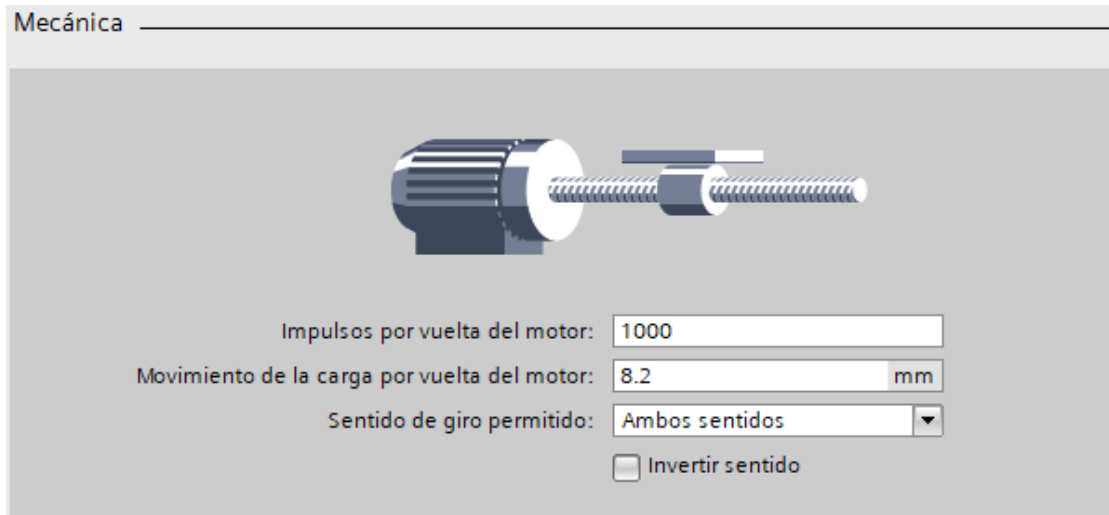 Mecánica
Impulsos por vuelta del motor: 1000
Movimiento de la carga por vuelta del motor: 8.2 mm
Sentido de giro permitido: Ambos sentidos
Invertir sentido